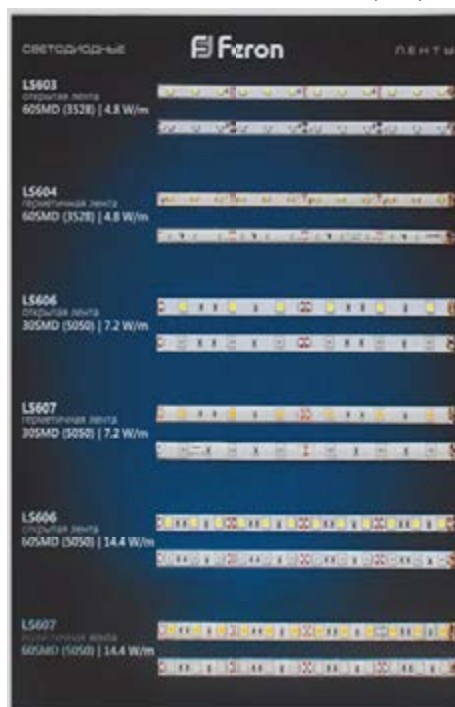 СВЕТОДИОДНЫЕ
Feron
ЛЕНТЫ
LS603
открытая лента
60SMD (3528) | 4.8 W/m
LS604
герметичная лента
60SMD (3528) | 4.8 W/m
LS606
открытая лента
30SMD (5050) | 7.2 W/m
LS607
герметичная лента
30SMD (5050) | 7.2 W/m
LS606
открытая лента
60SMD (5050) | 14.4 W/m
LS607
герметичная лента
60SMD (5050) | 14.4 W/m